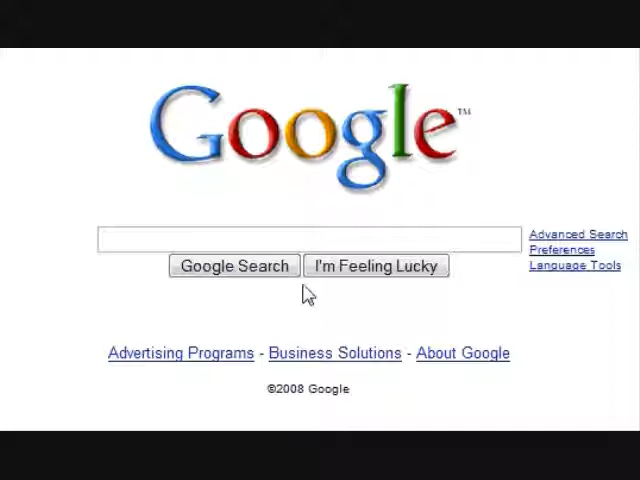 Google™
Advanced Search
Preferences
Language Tools
Google Search I'm Feeling Lucky
Advertising Programs - Business Solutions - About Google
©2008 Google